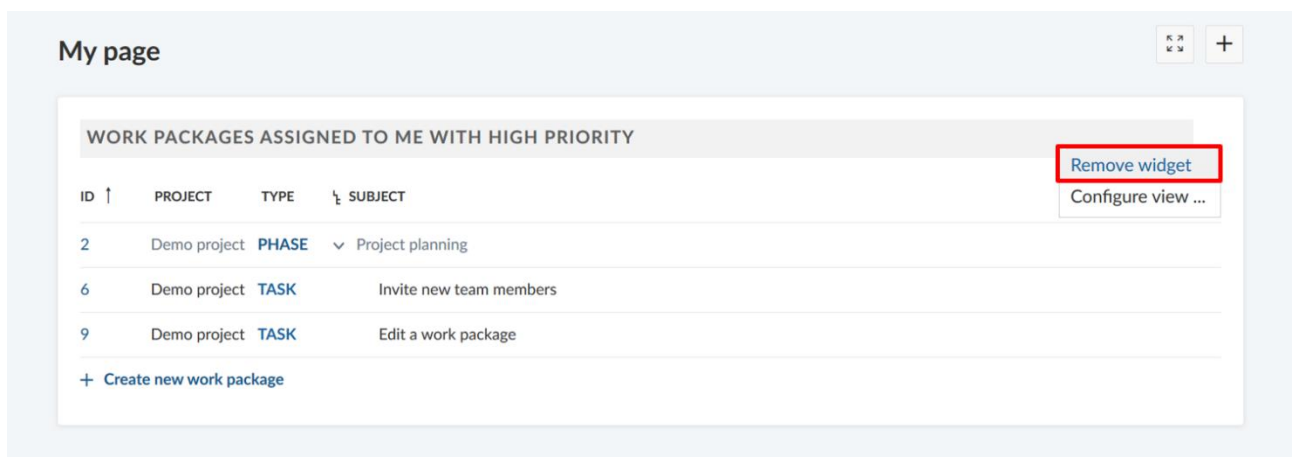 My page
WORK PACKAGES ASSIGNED TO ME WITH HIGH PRIORITY
Remove widget
Configure view ...
ID ↑ PROJECT TYPE SUBJECT
2 Demo project PHASE Project planning
6 Demo project TASK Invite new team members
9 Demo project TASK Edit a work package
+ Create new work package